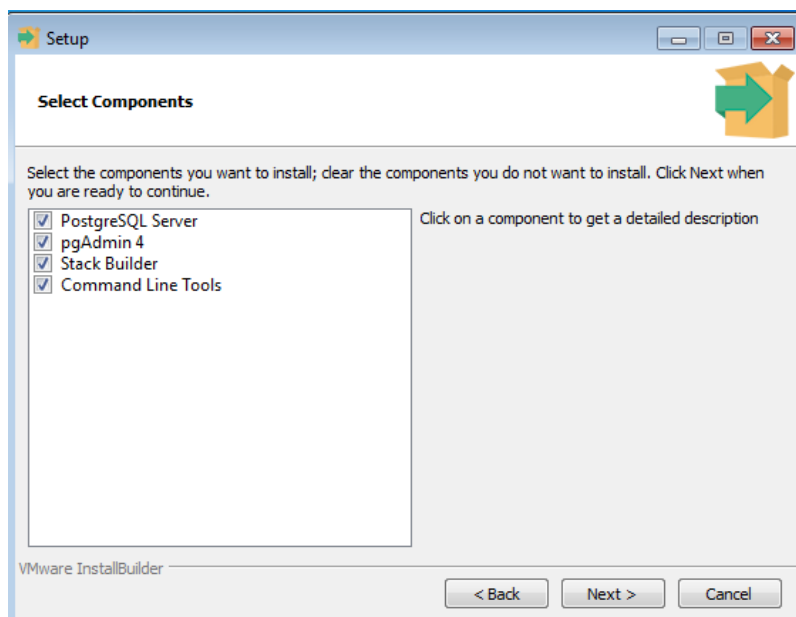 Setup
Select Components
Select the components you want to install; clear the components you do not want to install. Click Next when
you are ready to continue.
PostgreSQL Server
Click on a component to get a detailed description
pgAdmin 4
Stack Builder
Command Line Tools
VMware InstallBuilder
< Back
Next >
Cancel